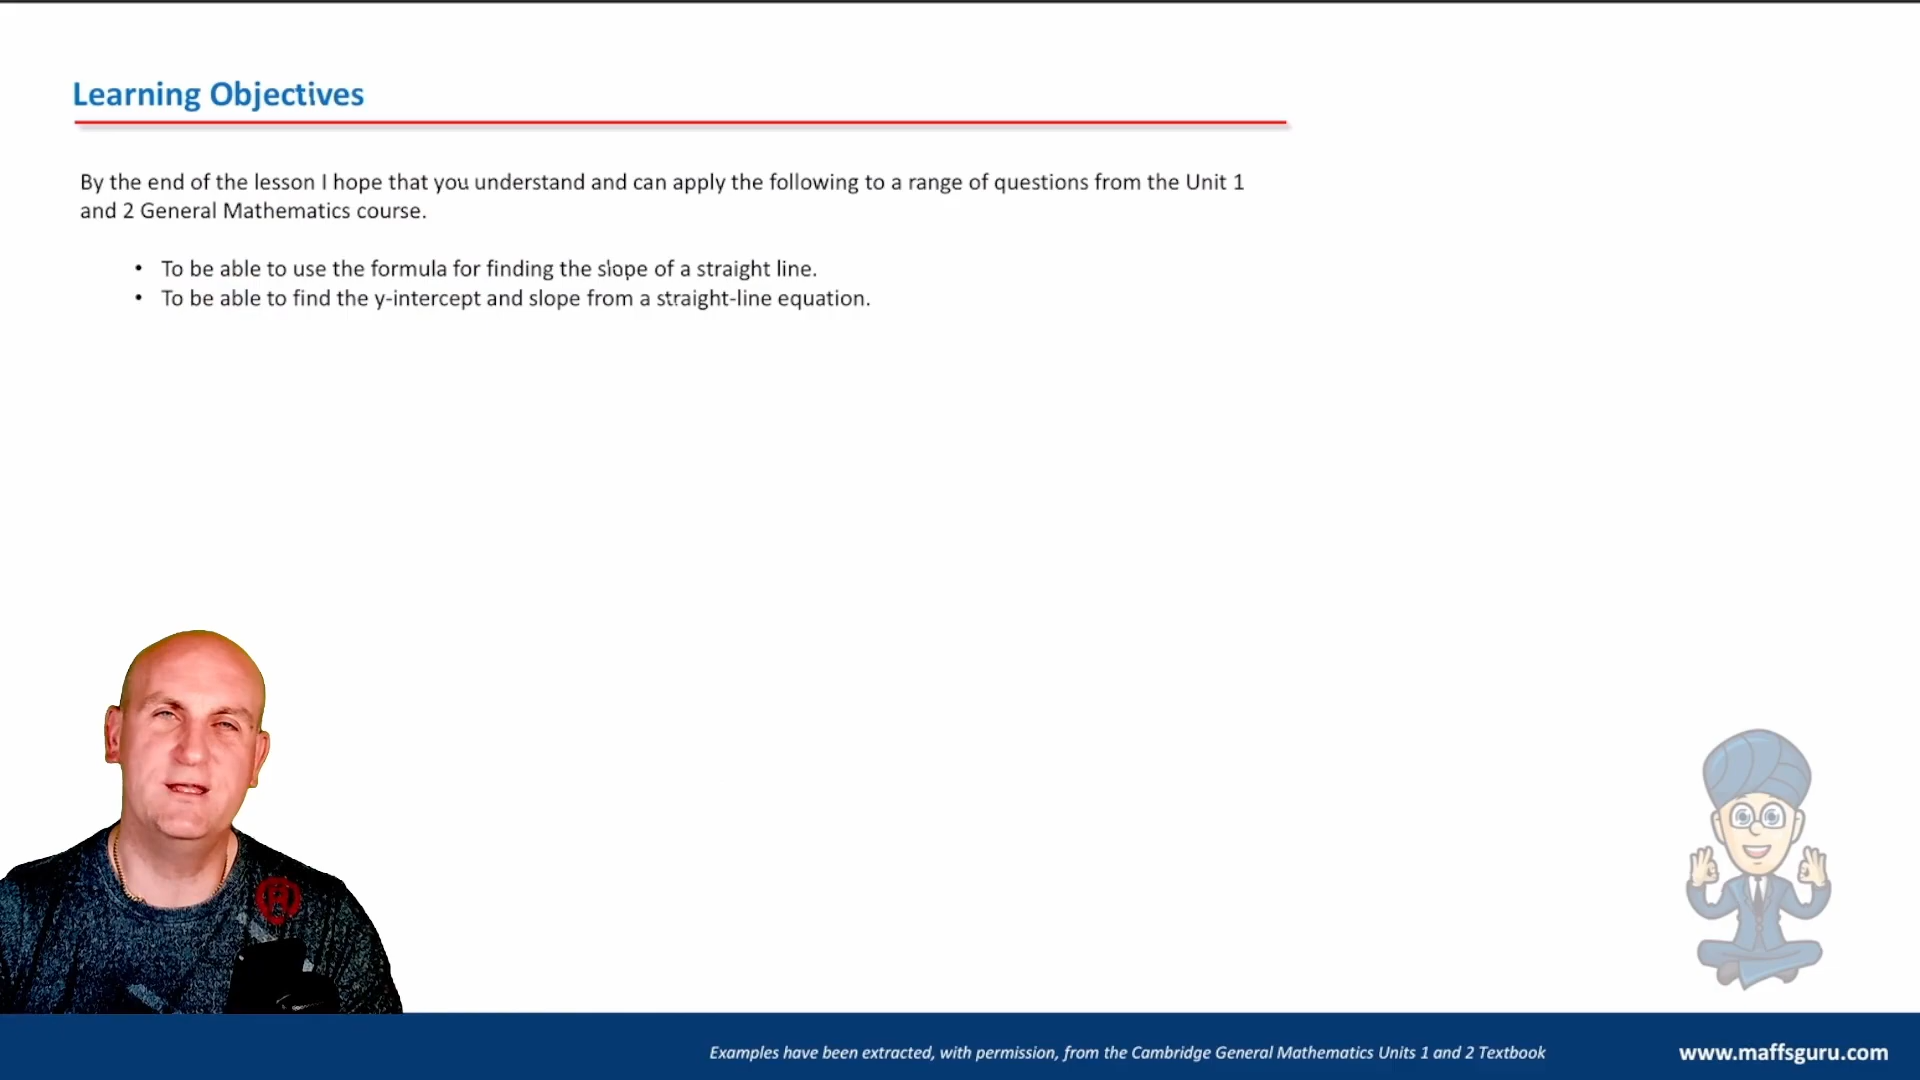 Learning Objectives
By the end of the lesson I hope that you understand and can apply the following to a range of questions from the Unit 1
and 2 General Mathematics course.
• To be able to use the formula for finding the slope of a straight line.
• To be able to find the y-intercept and slope from a straight-line equation.
Examples have been extracted, with permission, from the Cambridge General Mathematics Units 1 and 2 Textbook
www.maffsguru.com